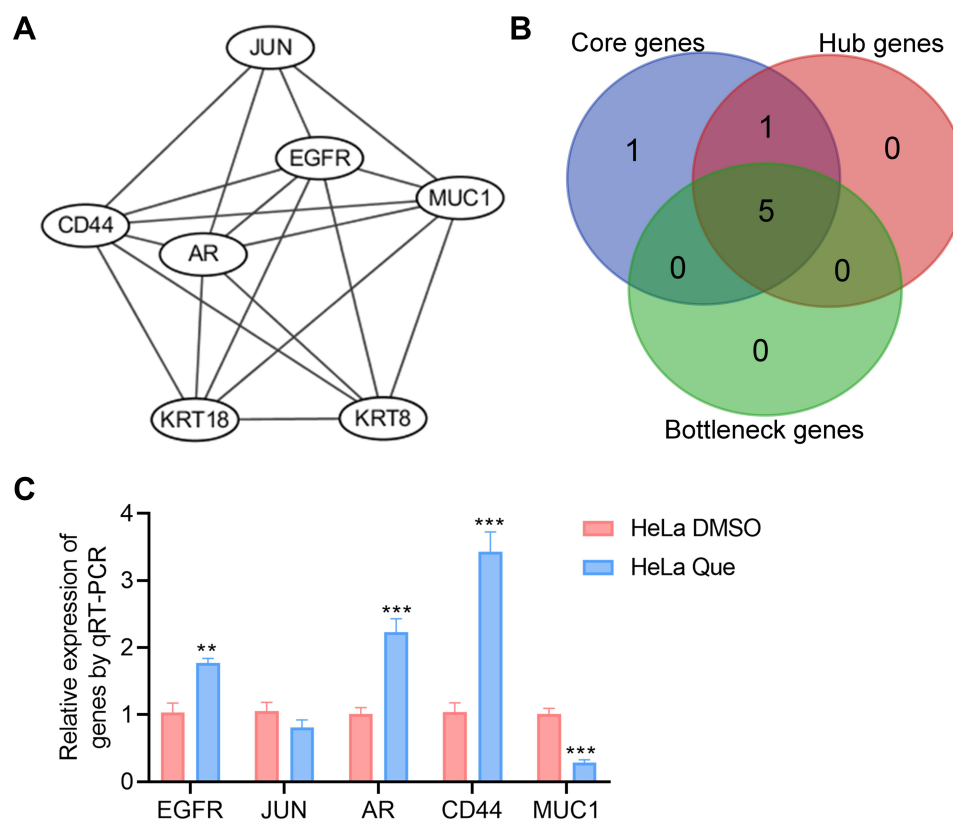 A
JUN
EGFR
MUC1
CD44
AR
KRT18
KRT8
B
Core genes
Hub genes
1
1
0
5
0
0
0
Bottleneck genes
C
Relative expression of
genes by qRT-PCR
4
3
2
1
0
**
***
***
***
EGFR
JUN
AR
CD44
MUC1
HeLa DMSO
HeLa Que